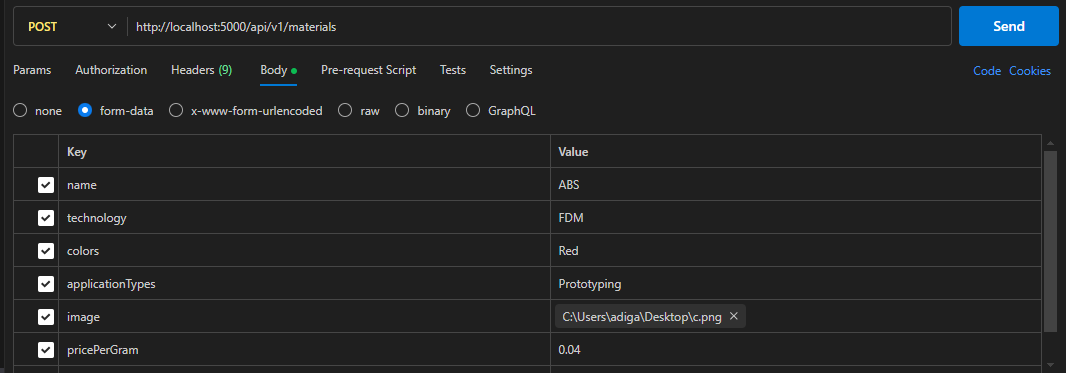 POST http://localhost:5000/api/v1/materials Send
Params Authorization Headers (9) Body Pre-request Script Tests Settings Code Cookies
none form-data x-www-form-urlencoded raw binary GraphQL
Key Value
name ABS
technology FDM
colors Red
applicationTypes Prototyping
image C:\Users\adiga\Desktop\c.png ×
pricePerGram 0.04